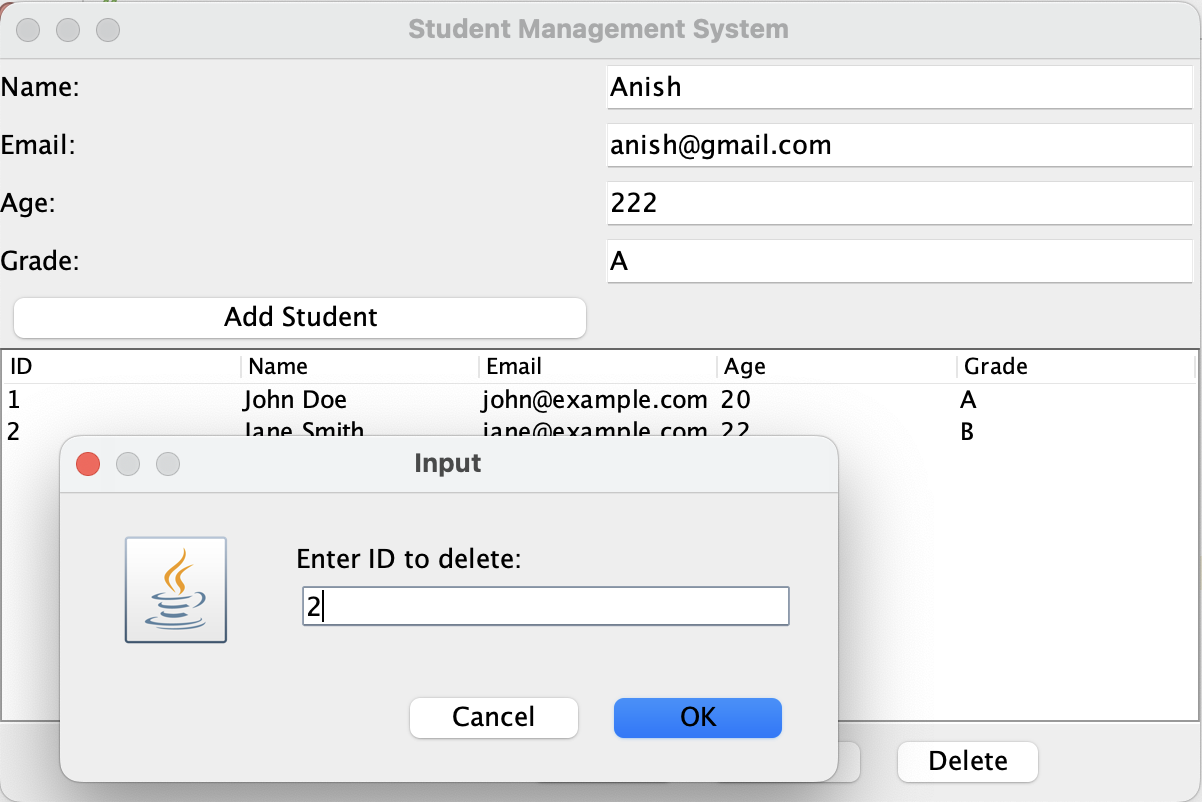 Student Management System
Name: Anish
Email: anish@gmail.com
Age: 222
Grade: A
Add Student
ID Name Email Age Grade
1 John Doe john@example.com 20 A
2 Jane Smith jane@example.com 22 B
Input
Enter ID to delete:
2
Cancel OK
Delete